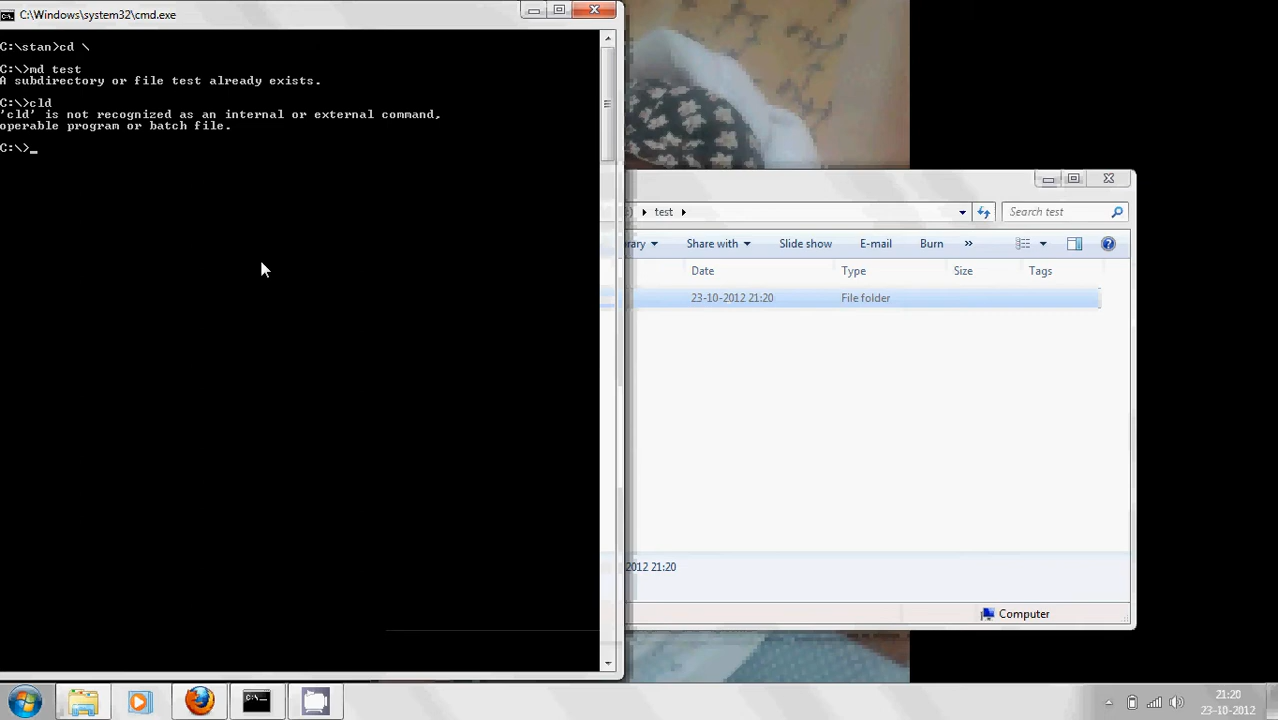 C:\Windows\system32\cmd.exe
C:\stan>cd \
C:\>md test
A subdirectory or file test already exists.
C:\>cld
'cld' is not recognized as an internal or external command,
operable program or batch file.
C:\>_
test
Search test
Share with
Slide show
E-mail
Burn
»
Date
Type
Size
Tags
23-10-2012 21:20
File folder
2012 21:20
Computer
21:20
23-10-2012